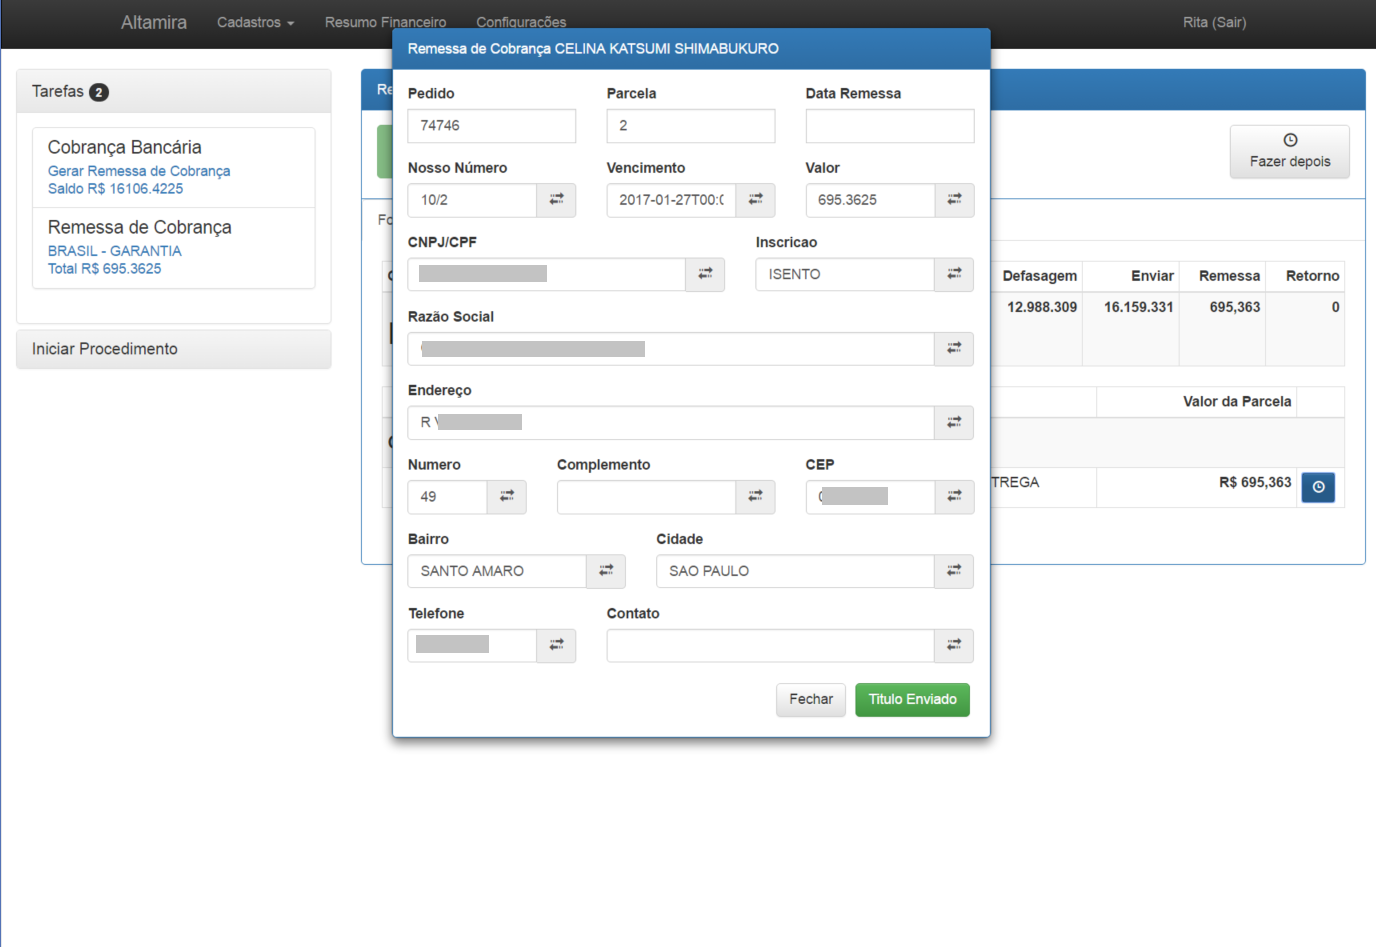 Altamira Cadastros Resumo Financeiro Configurações Rita (Sair)
Tarefas 2
Cobrança Bancária
Gerar Remessa de Cobrança
Saldo R$ 16106.4225
Remessa de Cobrança
BRASIL - GARANTIA
Total R$ 695.3625
Iniciar Procedimento
Re
Fazer depois
Defasagem Enviar Remessa Retorno
12.988.309 16.159.331 695,363 0
Valor da Parcela
TREGA R$ 695,363
Remessa de Cobrança CELINA KATSUMI SHIMABUKURO
Pedido Parcela Data Remessa
74746 2
Nosso Número Vencimento Valor
10/2 2017-01-27T00:0 695.3625
CNPJ/CPF Inscricao
ISENTO
Razão Social
Endereço
R
Numero Complemento CEP
49
Bairro Cidade
SANTO AMARO SAO PAULO
Telefone Contato
Fechar Titulo Enviado